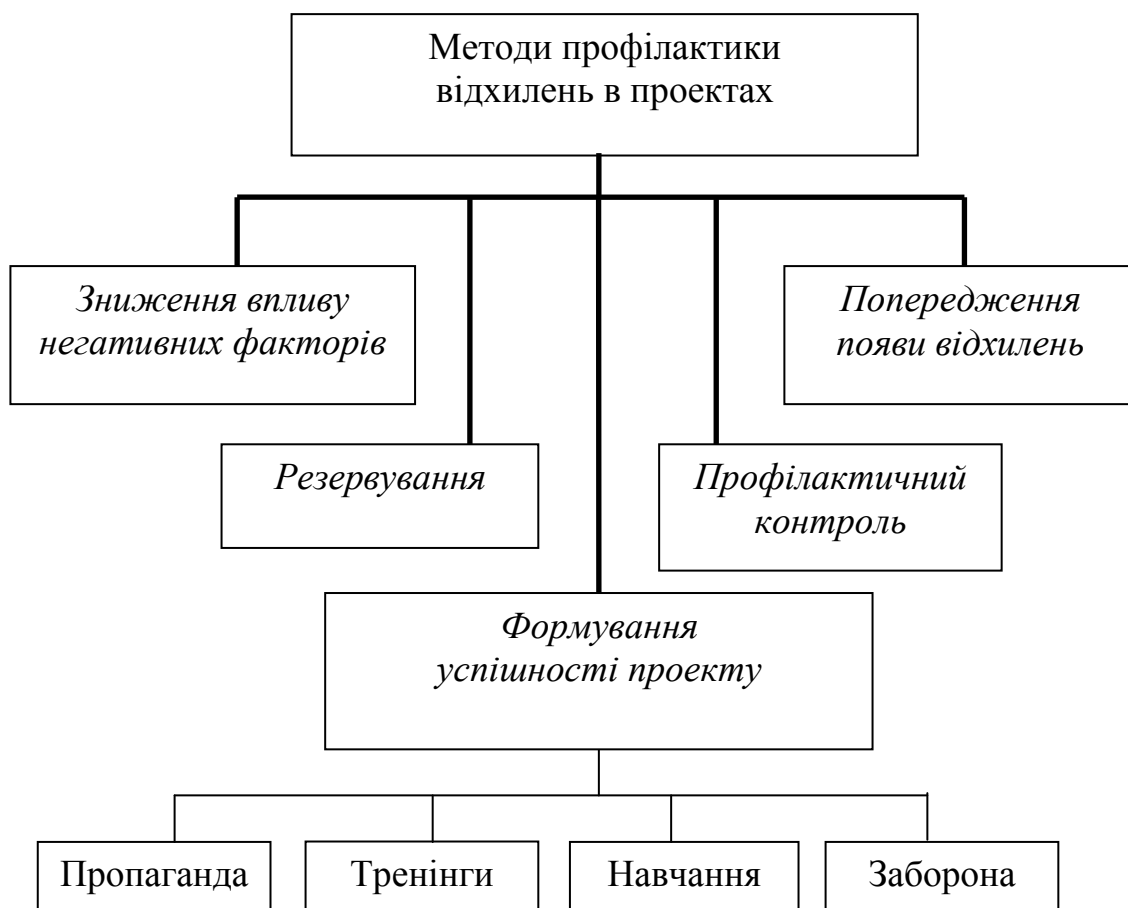 Методи профілактики
відхилень в проектах
Зниження впливу
негативних факторів
Попередження
появи відхилень
Резервування
Профілактичний
контроль
Формування
успішності проекту
Пропаганда
Тренінги
Навчання
Заборона